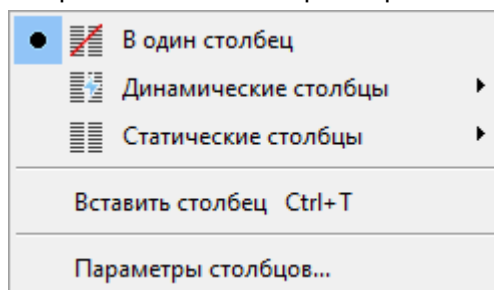 В один столбец
Динамические столбцы
Статические столбцы
Вставить столбец Ctrl+T
Параметры столбцов...